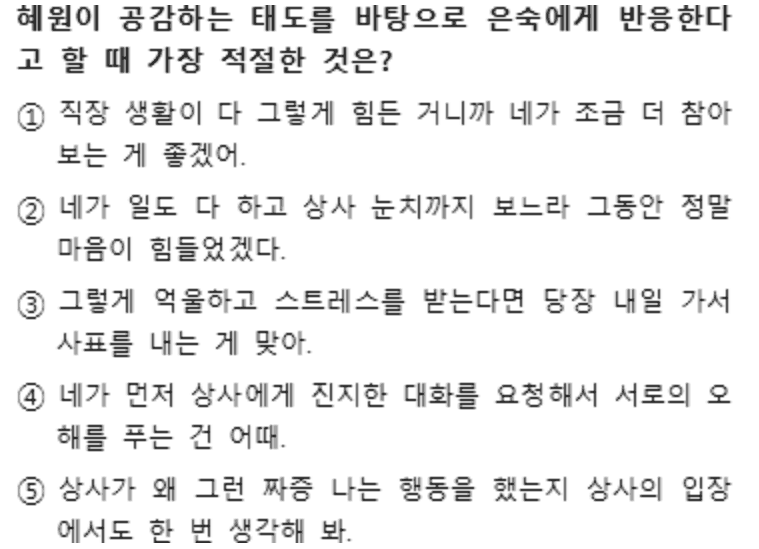 혜원이 공감하는 태도를 바탕으로 은숙에게 반응한다
고 할 때 가장 적절한 것은?
① 직장 생활이 다 그렇게 힘든 거니까 네가 조금 더 참아
보는 게 좋겠어.
② 네가 일도 다 하고 상사 눈치까지 보느라 그동안 정말
마음이 힘들었겠다.
③ 그렇게 억울하고 스트레스를 받는다면 당장 내일 가서
사표를 내는 게 맞아.
④ 네가 먼저 상사에게 진지한 대화를 요청해서 서로의 오
해를 푸는 건 어때.
⑤ 상사가 왜 그런 짜증 나는 행동을 했는지 상사의 입장
에서도 한 번 생각해 봐.